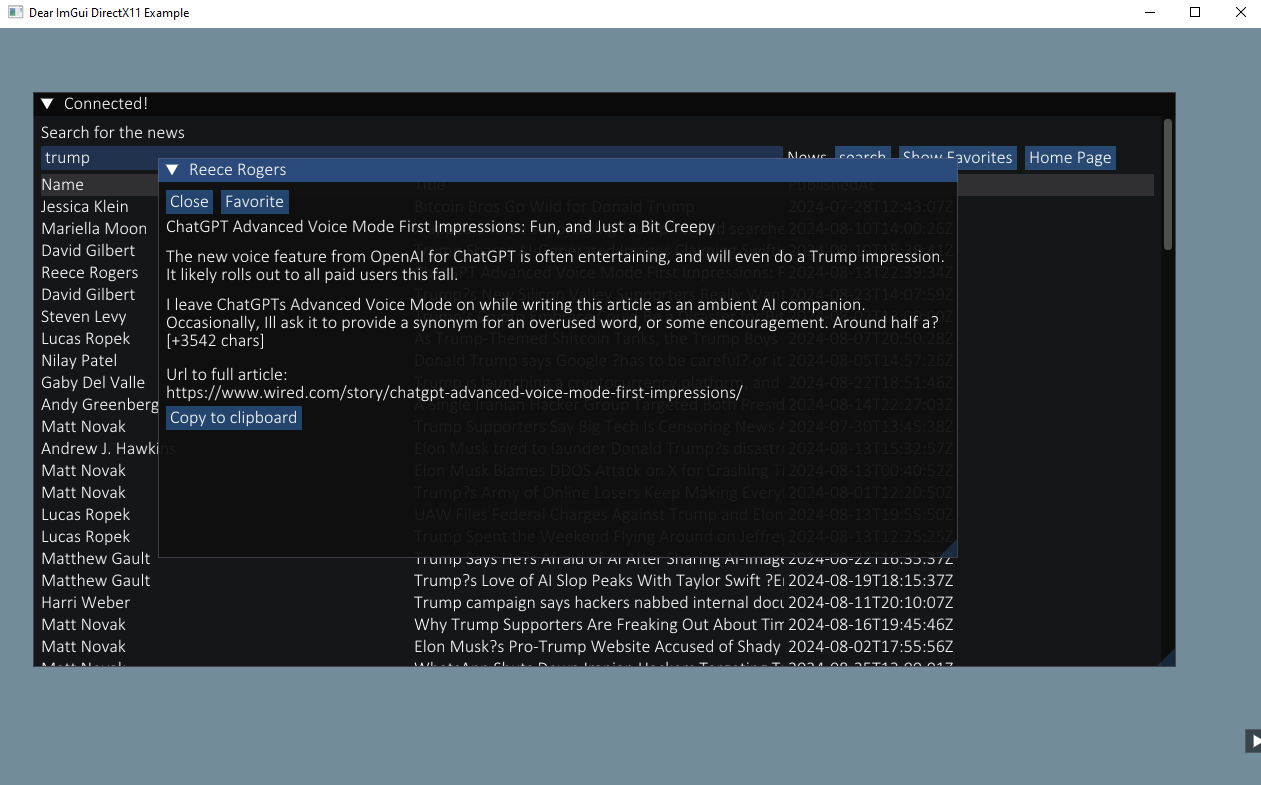 Dear ImGui DirectX11 Example
Connected!
Search for the news
trump News search Show Favorites Home Page
Name Title PublishedAt
Reece Rogers
Close Favorite
ChatGPT Advanced Voice Mode First Impressions: Fun, and Just a Bit Creepy
The new voice feature from OpenAI for ChatGPT is often entertaining, and will even do a Trump impression.
It likely rolls out to all paid users this fall.
I leave ChatGPTs Advanced Voice Mode on while writing this article as an ambient AI companion.
Occasionally, Ill ask it to provide a synonym for an overused word, or some encouragement. Around half a?
[+3542 chars]
Url to full article:
https://www.wired.com/story/chatgpt-advanced-voice-mode-first-impressions/
Copy to clipboard
Jessica Klein Bitcoin Bros Go Wild for Donald Trump 2024-07-28T12:43:07Z
Mariella Moon searche 2024-08-10T14:00:26Z
David Gilbert
Reece Rogers Advanced Voice Mode First Impressions: F 2024-08-13T22:39:34Z
David Gilbert Trump?s New Silicon Valley Supporters Really Want 2024-08-23T14:07:59Z
Steven Levy
Lucas Ropek As Trump-Themed Shitcoin Tanks, the Trump Boys 2024-08-07T20:50:28Z
Nilay Patel Donald Trump says Google ?has to be careful? or it 2024-08-05T14:57:26Z
Gaby Del Valle Trump is launching a cryptocurrency platform, and 2024-08-22T18:51:46Z
Andy Greenberg A Single Iranian Hacker Group Targeted Both Presid 2024-08-14T22:27:03Z
Matt Novak Trump Supporters Say Big Tech Is Censoring News A 2024-07-30T13:45:38Z
Andrew J. Hawkins Elon Musk tried to launder Donald Trump?s disastr 2024-08-13T15:32:57Z
Matt Novak Elon Musk Blames DDOS Attack on X for Crashing Tr 2024-08-13T00:40:52Z
Matt Novak Trump?s Army of Online Losers Keep Making Everyt 2024-08-01T12:20:50Z
Lucas Ropek UAW Files Federal Charges Against Trump and Elon 2024-08-13T19:55:50Z
Lucas Ropek Trump Spent the Weekend Flying Around on Jeffrey 2024-08-13T12:25:25Z
Matthew Gault Trump Says He?s Afraid of AI After Sharing AI-Image 2024-08-22T16:35:37Z
Matthew Gault Trump?s Love of AI Slop Peaks With Taylor Swift ?E 2024-08-19T18:15:37Z
Harri Weber Trump campaign says hackers nabbed internal docu 2024-08-11T20:10:07Z
Matt Novak Why Trump Supporters Are Freaking Out About Tim 2024-08-16T19:45:46Z
Matt Novak Elon Musk?s Pro-Trump Website Accused of Shady 2024-08-02T17:55:56Z
Matt Novak WhatsApp Shuts Down Iranian Hackers Targeting T